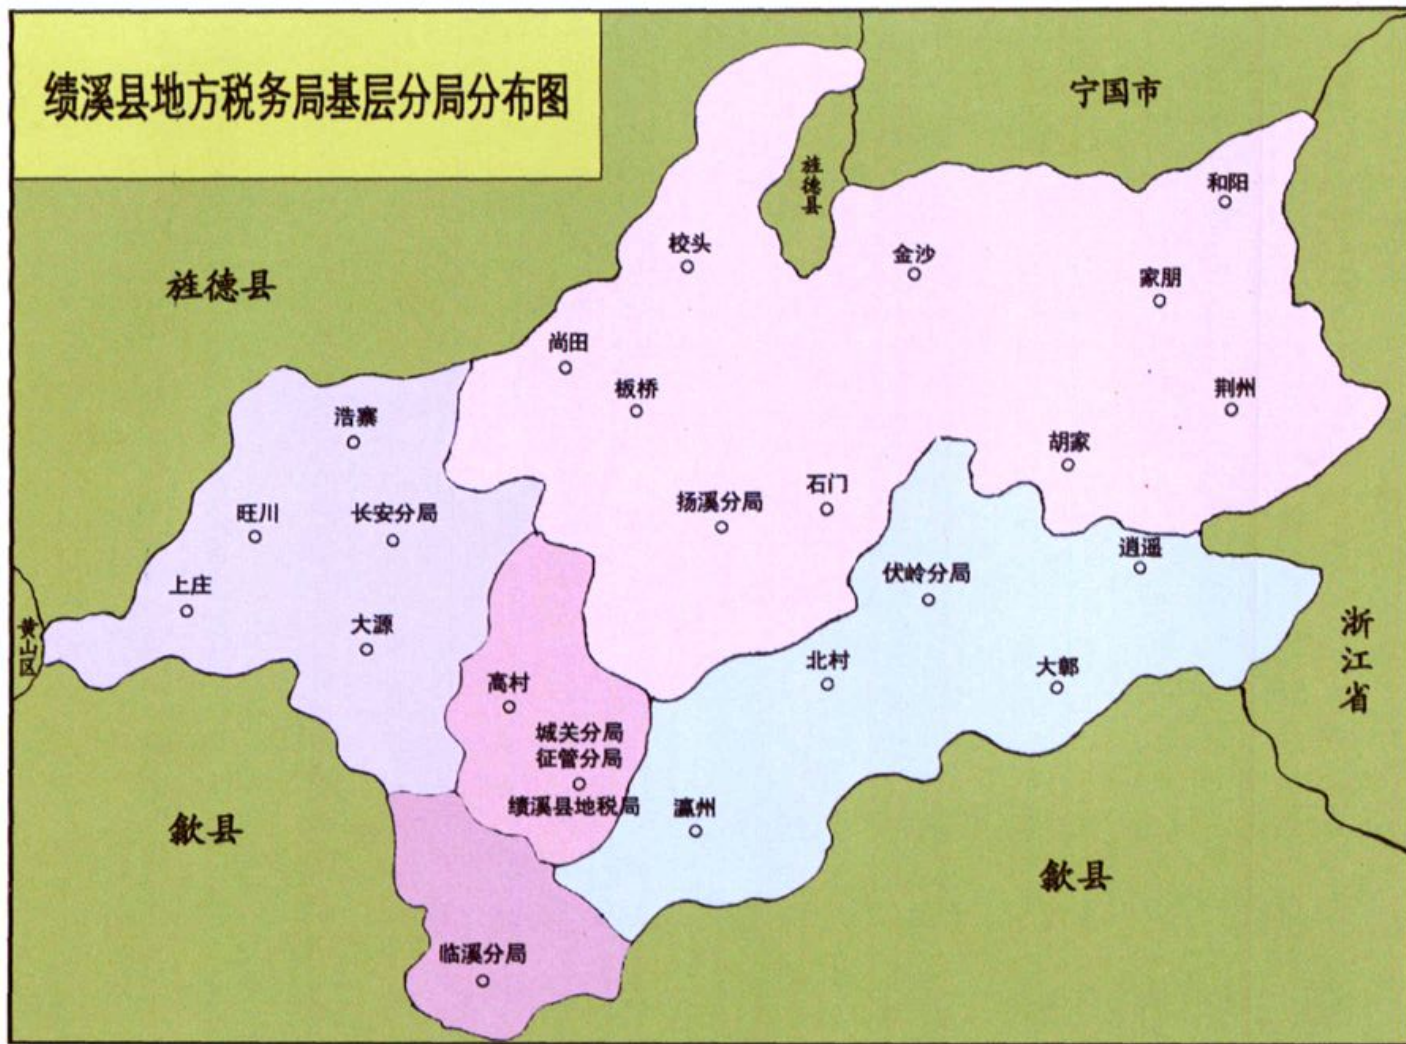 绩溪县地方税务局基层分局分布图
宁国市
旌德县
和阳
校头
金沙
家朋
旌德县
尚田
板桥
荆州
浩寨
胡家
石门
扬溪分局
旺川
长安分局
逍遥
伏岭分局
上庄
大源
黄山区
浙江省
北村
大鄣
高村
城关分局
征管分局
绩溪县地税局
瀛州
歙县
歙县
临溪分局